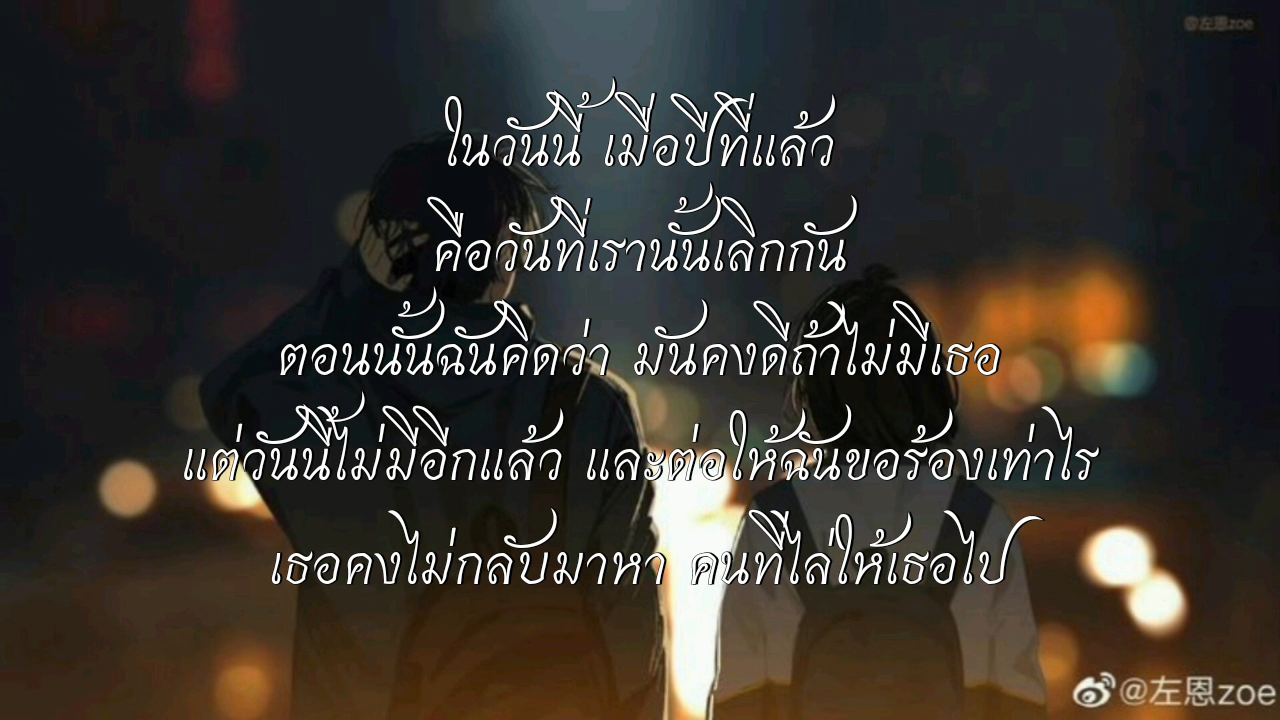 @左恩zoe
ในวันนี้ เมื่อปีที่แล้ว
คือวันที่เรานั้นเลิกกัน
ตอนนั้นฉันคิดว่า มันคงดีถ้าไม่มีเธอ
แต่วันนี้ไม่มีอีกแล้ว และต่อให้ฉันขอร้องเท่าไร
เธอคงไม่กลับมาหา คนที่ไล่ให้เธอไป
@左恩zoe